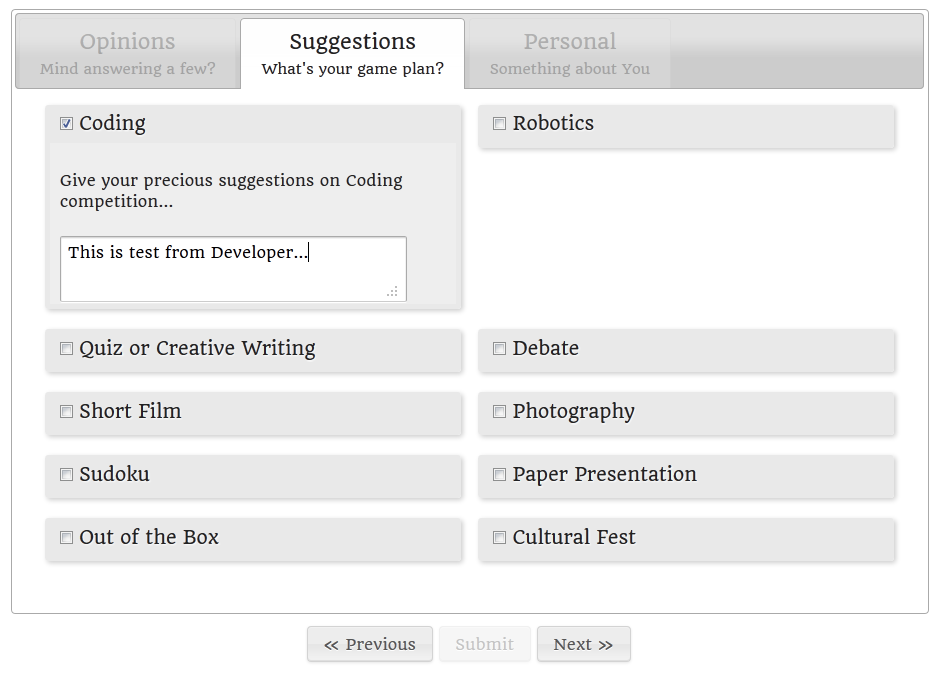 Opinions
Mind answering a few?
Suggestions
What's your game plan?
Personal
Something about You
Coding
Give your precious suggestions on Coding
competition...
This is test from Developer...
Robotics
Quiz or Creative Writing
Debate
Short Film
Photography
Sudoku
Paper Presentation
Out of the Box
Cultural Fest
« Previous
Submit
Next »